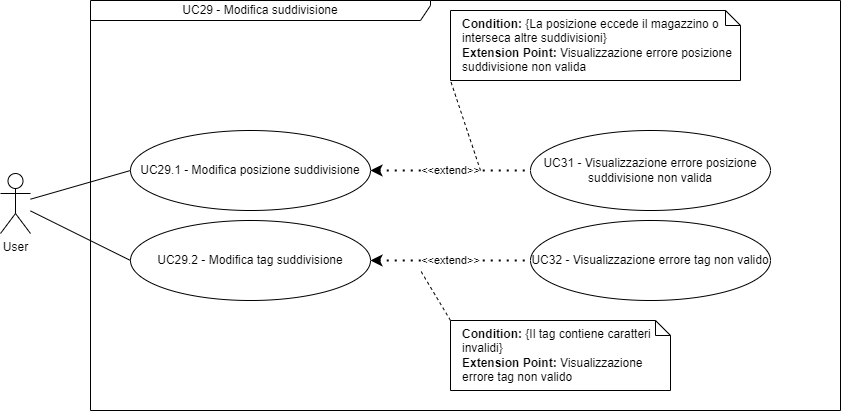 UC29 - Modifica suddivisione
Condition: {La posizione eccede il magazzino o
interseca altre suddivisioni}
Extension Point: Visualizzazione errore posizione
suddivisione non valida
UC29.1 - Modifica posizione suddivisione
<<extend>>
UC31 - Visualizzazione errore posizione
suddivisione non valida
User
UC29.2 - Modifica tag suddivisione
<<extend>>
UC32 - Visualizzazione errore tag non valido
Condition: {Il tag contiene caratteri
invalidi}
Extension Point: Visualizzazione
errore tag non valido